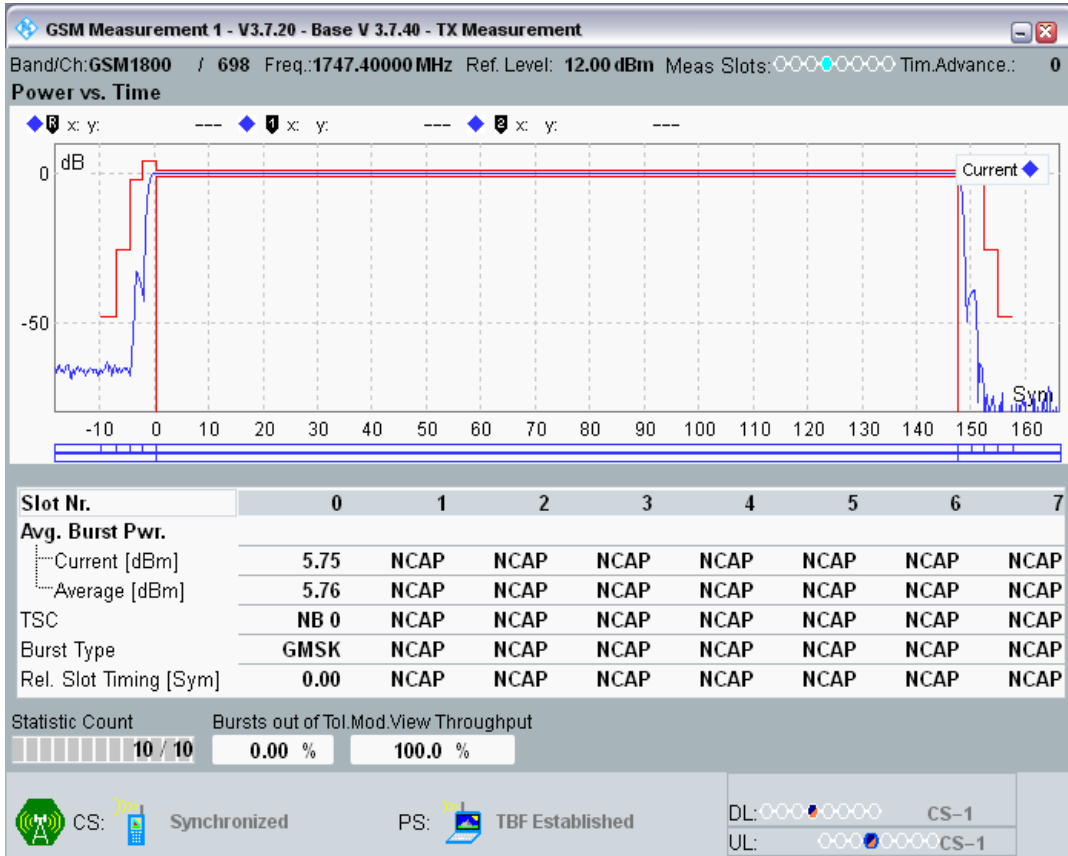 GSM Measurement 1 - V3.7.20 - Base V 3.7.40 - TX Measurement
Band/Ch:GSM1800 / 698 Freq.:1747.40000 MHz Ref. Level: 12.00 dBm Meas Slots: Tim.Advance.: 0
Power vs. Time
R x: y: --- 1 x: y: --- 2 x: y: ---
dB
Current
0
-50
Sym
-10 0 10 20 30 40 50 60 70 80 90 100 110 120 130 140 150 160
Slot Nr. 0 1 2 3 4 5 6 7
Avg. Burst Pwr.
Current [dBm] 5.75 NCAP NCAP NCAP NCAP NCAP NCAP NCAP
Average [dBm] 5.76 NCAP NCAP NCAP NCAP NCAP NCAP NCAP
TSC NB 0 NCAP NCAP NCAP NCAP NCAP NCAP NCAP
Burst Type GMSK NCAP NCAP NCAP NCAP NCAP NCAP NCAP
Rel. Slot Timing [Sym] 0.00 NCAP NCAP NCAP NCAP NCAP NCAP NCAP
Statistic Count Bursts out of Tol.Mod.View Throughput
10 / 10 0.00 % 100.0 %
CS: Synchronized PS: TBF Established
DL: CS-1
UL: CS-1